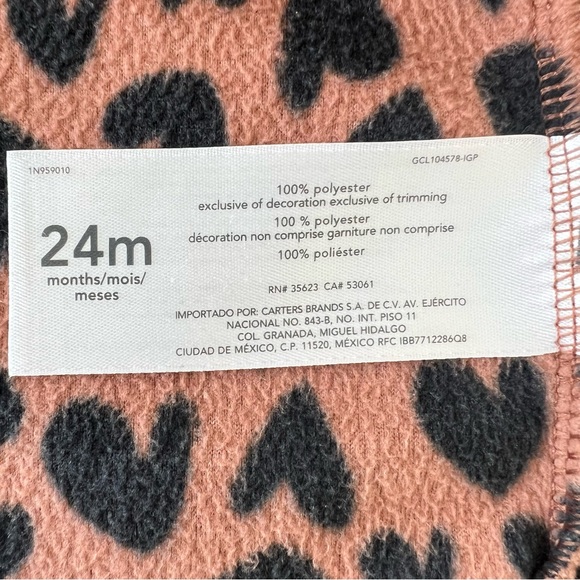 1N959010
GCL104578-IGP
24m
months/mois/
meses
100% polyester
exclusive of decoration exclusive of trimming
100 % polyester
décoration non comprise garniture non comprise
100% poliéster
RN# 35623 CA# 53061
IMPORTADO POR: CARTERS BRANDS S.A. DE C.V. AV. EJÉRCITO
NACIONAL NO. 843-B, NO. INT. PISO 11
COL. GRANADA, MIGUEL HIDALGO
CIUDAD DE MÉXICO, C.P. 11520, MÉXICO RFC IBB7712286Q8